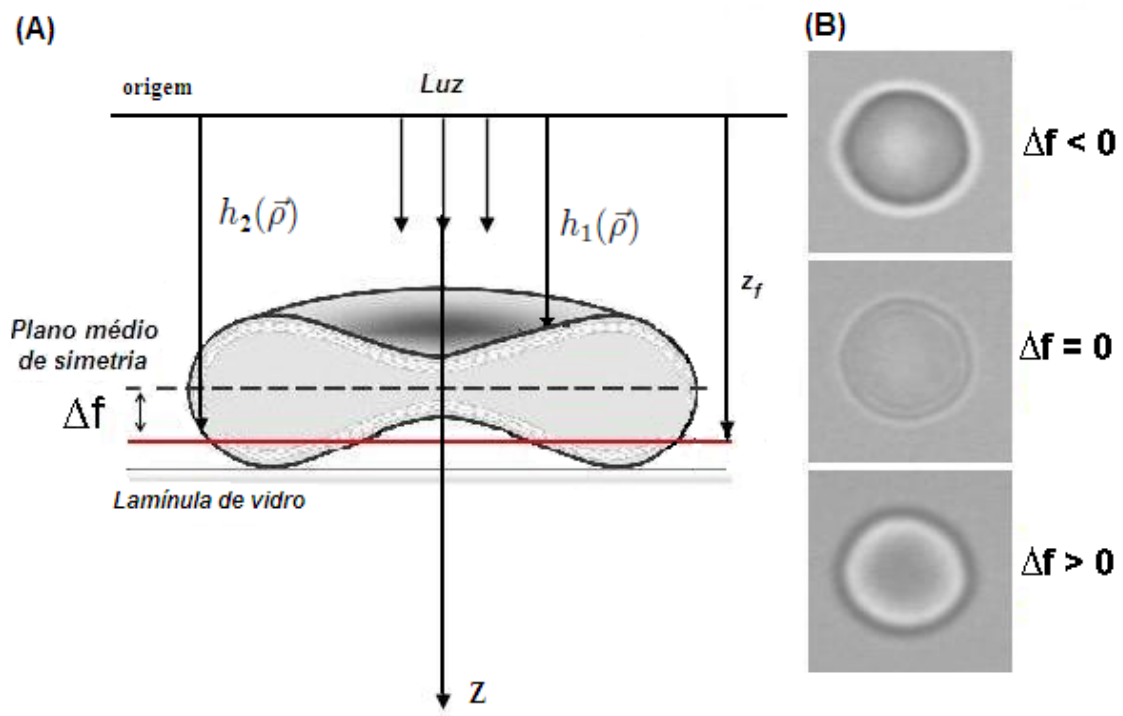 (A)
origem
Luz
h₂(ρ⃗)
h₁(ρ⃗)
z_f
Plano médio
de simetria
Δf
Lamínula de vidro
Z
(B)
Δf < 0
Δf = 0
Δf > 0